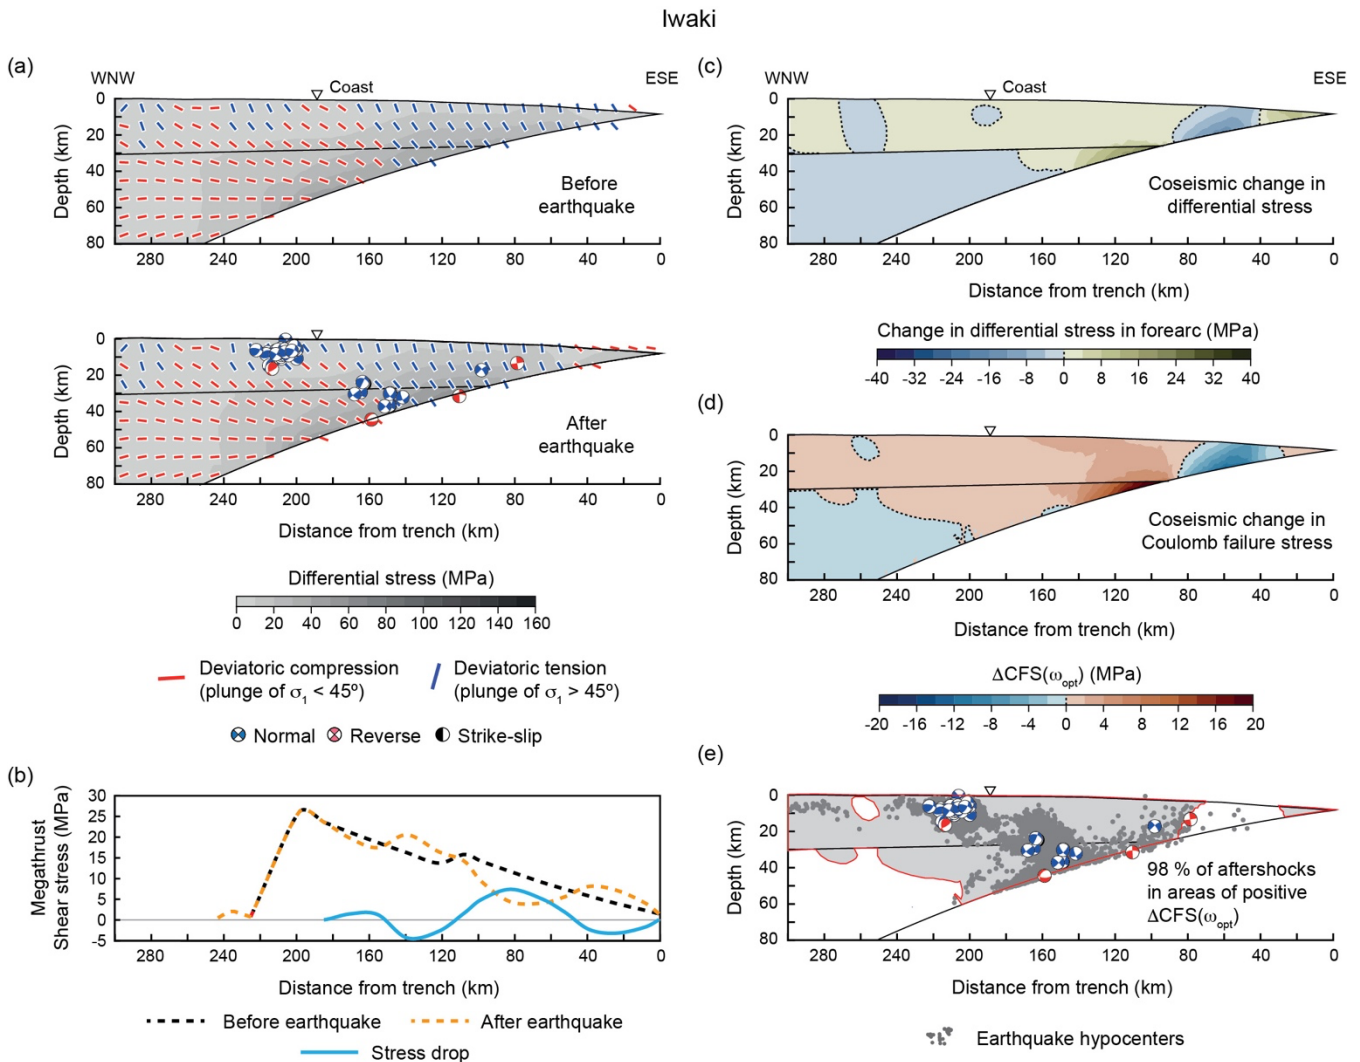 Iwaki
(a)
WNW
Coast
ESE
0
20
40
60
80
Depth (km)
Before
earthquake
280 240 200 160 120 80 40 0
Distance from trench (km)
0
20
40
60
80
Depth (km)
After
earthquake
280 240 200 160 120 80 40 0
Distance from trench (km)
Differential stress (MPa)
0 20 40 60 80 100 120 140 160
Deviatoric compression
(plunge of σ1 < 45º)
Deviatoric tension
(plunge of σ1 > 45º)
Normal Reverse Strike-slip
(b)
30
25
20
15
10
5
0
-5
Megathrust
Shear stress (MPa)
280 240 200 160 120 80 40 0
Distance from trench (km)
Before earthquake After earthquake
Stress drop
(c)
WNW
Coast
ESE
0
20
40
60
80
Depth (km)
Coseismic change in
differential stress
280 240 200 160 120 80 40 0
Distance from trench (km)
Change in differential stress in forearc (MPa)
-40 -32 -24 -16 -8 0 8 16 24 32 40
(d)
0
20
40
60
80
Depth (km)
Coseismic change in
Coulomb failure stress
280 240 200 160 120 80 40 0
Distance from trench (km)
ΔCFS(ωopt) (MPa)
-20 -16 -12 -8 -4 0 4 8 12 16 20
(e)
0
20
40
60
80
Depth (km)
98 % of aftershocks
in areas of positive
ΔCFS(ωopt)
280 240 200 160 120 80 40 0
Distance from trench (km)
Earthquake hypocenters